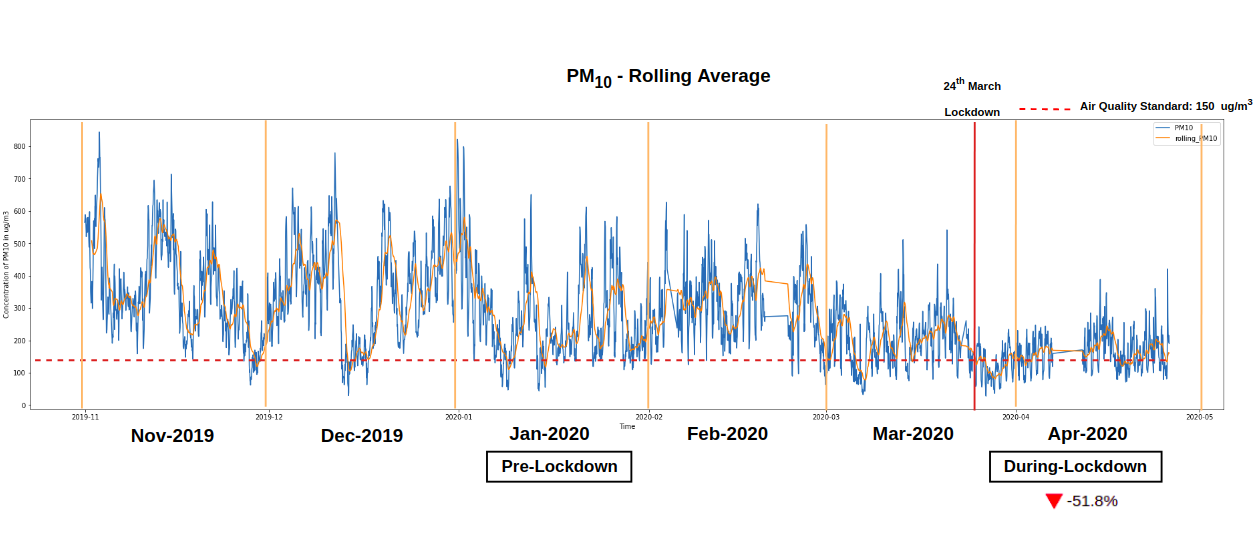 PM10 - Rolling Average
24th March
Lockdown
Air Quality Standard: 150 ug/m3
PM10
rolling_PM10
Concentration of PM10 in ug/m3
800
700
600
500
400
300
200
100
0
2019-11 2019-12 2020-01 2020-02 2020-03 2020-04 2020-05
Time
Nov-2019 Dec-2019 Jan-2020 Feb-2020 Mar-2020 Apr-2020
Pre-Lockdown During-Lockdown
-51.8%